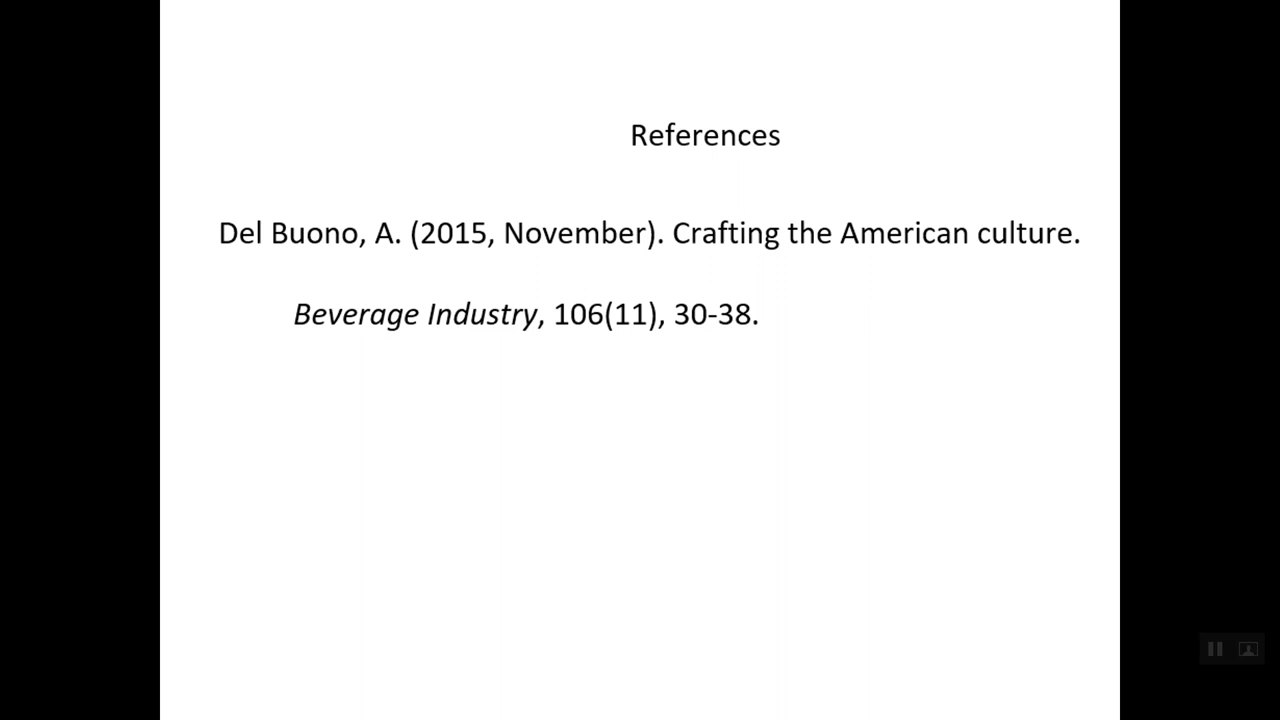 References
Del Buono, A. (2015, November). Crafting the American culture.
Beverage Industry, 106(11), 30-38.